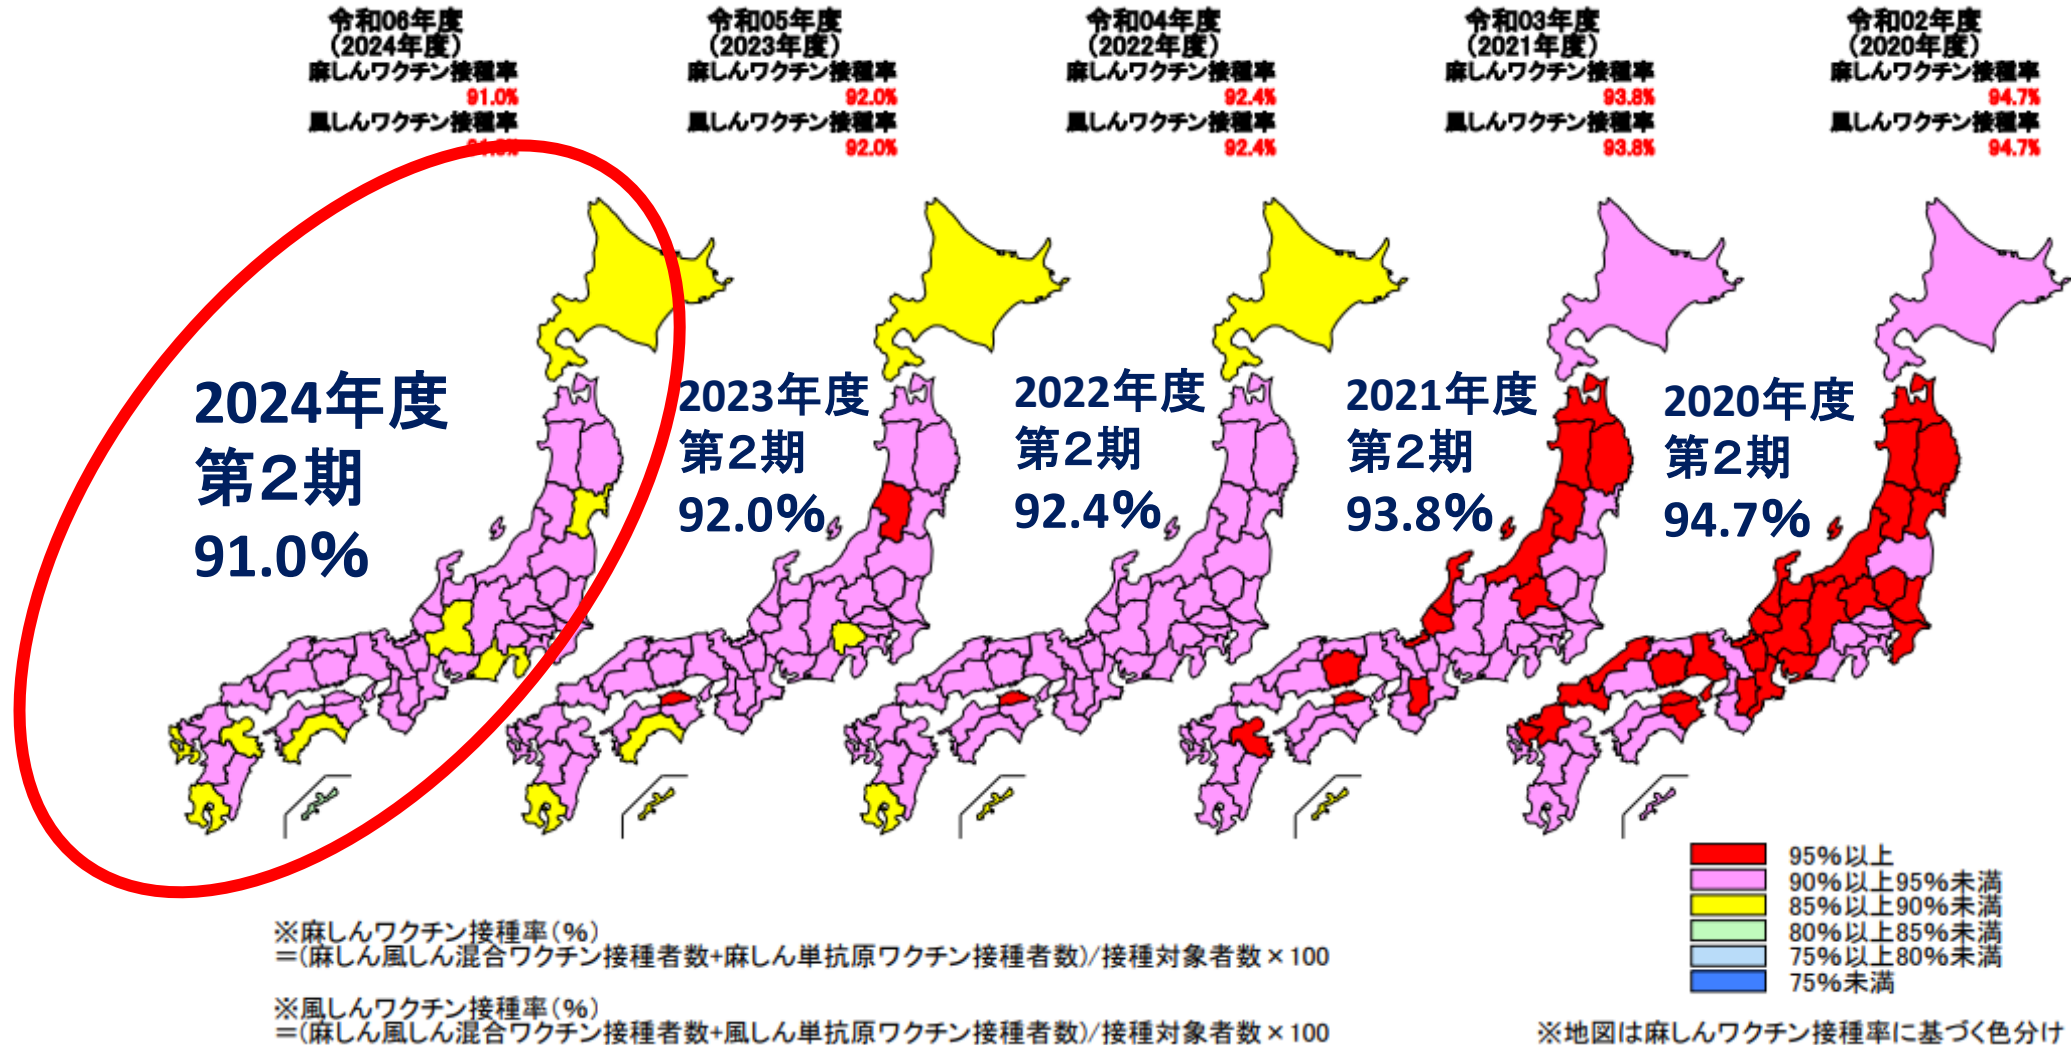 令和06年度
（2024年度）
麻しんワクチン接種率
91.0%
風しんワクチン接種率
令和05年度
（2023年度）
麻しんワクチン接種率
92.0%
風しんワクチン接種率
92.0%
令和04年度
（2022年度）
麻しんワクチン接種率
92.4%
風しんワクチン接種率
92.4%
令和03年度
（2021年度）
麻しんワクチン接種率
93.8%
風しんワクチン接種率
93.8%
令和02年度
（2020年度）
麻しんワクチン接種率
94.7%
風しんワクチン接種率
94.7%
2024年度
第２期
91.0%
2023年度
第２期
92.0%
2022年度
第２期
92.4%
2021年度
第２期
93.8%
2020年度
第２期
94.7%
95%以上
90%以上95%未満
85%以上90%未満
80%以上85%未満
75%以上80%未満
75%未満
※麻しんワクチン接種率（%）
＝(麻しん風しん混合ワクチン接種者数+麻しん単抗原ワクチン接種者数)/接種対象者数×100
※風しんワクチン接種率（%）
＝(麻しん風しん混合ワクチン接種者数+風しん単抗原ワクチン接種者数)/接種対象者数×100
※地図は麻しんワクチン接種率に基づく色分け